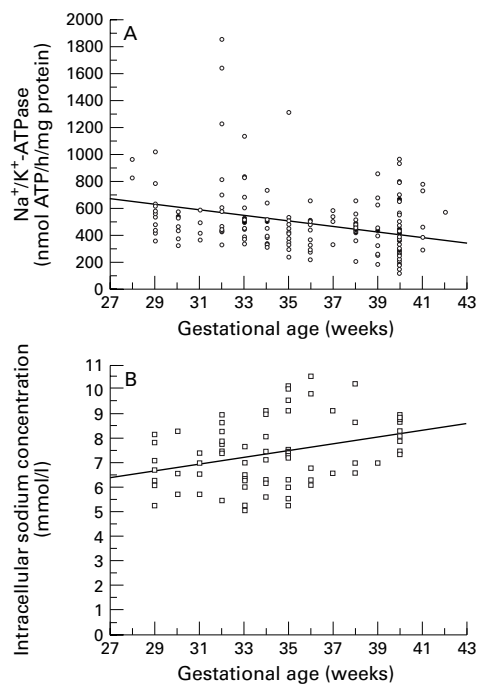 A
Na⁺/K⁺-ATPase
(nmol ATP/h/mg protein)
2000
1800
1600
1400
1200
1000
800
600
400
200
0
27 29 31 33 35 37 39 41 43
Gestational age (weeks)
B
Intracellular sodium concentration
(mmol/l)
11
10
9
8
7
6
5
4
3
2
1
0
27 29 31 33 35 37 39 41 43
Gestational age (weeks)